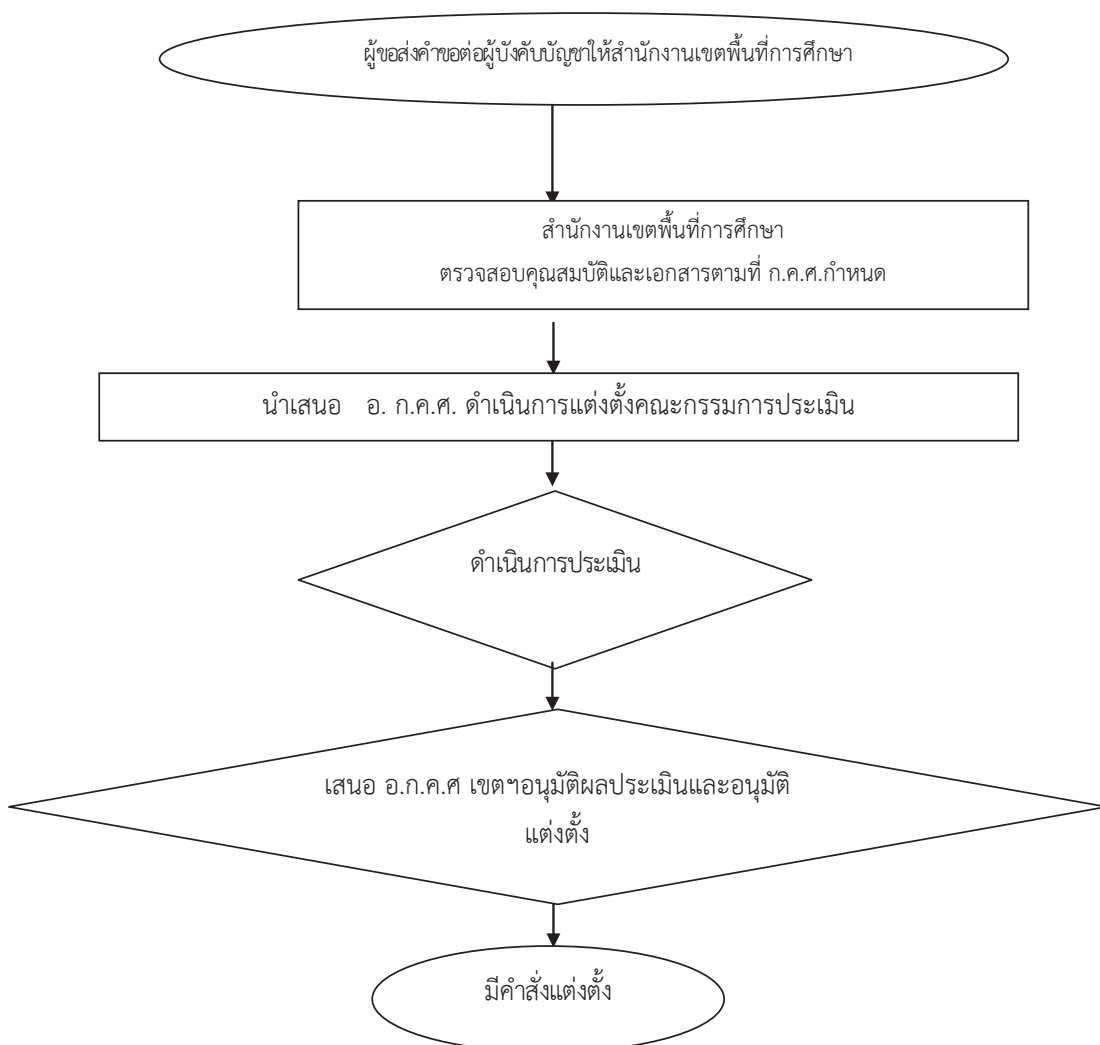 ผู้ขอส่งคำขอต่อผู้บังคับบัญชาให้สำนักงานเขตพื้นที่การศึกษา
สำนักงานเขตพื้นที่การศึกษา
ตรวจสอบคุณสมบัติและเอกสารตามที่ ก.ค.ศ.กำหนด
นำเสนอ อ. ก.ค.ศ. ดำเนินการแต่งตั้งคณะกรรมการประเมิน
ดำเนินการประเมิน
เสนอ อ.ก.ค.ศ เขตฯอนุมัติผลประเมินและอนุมัติ
แต่งตั้ง
มีคำสั่งแต่งตั้ง